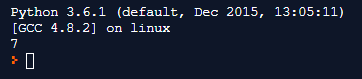 Python 3.6.1 (default, Dec 2015, 13:05:11)
[GCC 4.8.2] on linux
7